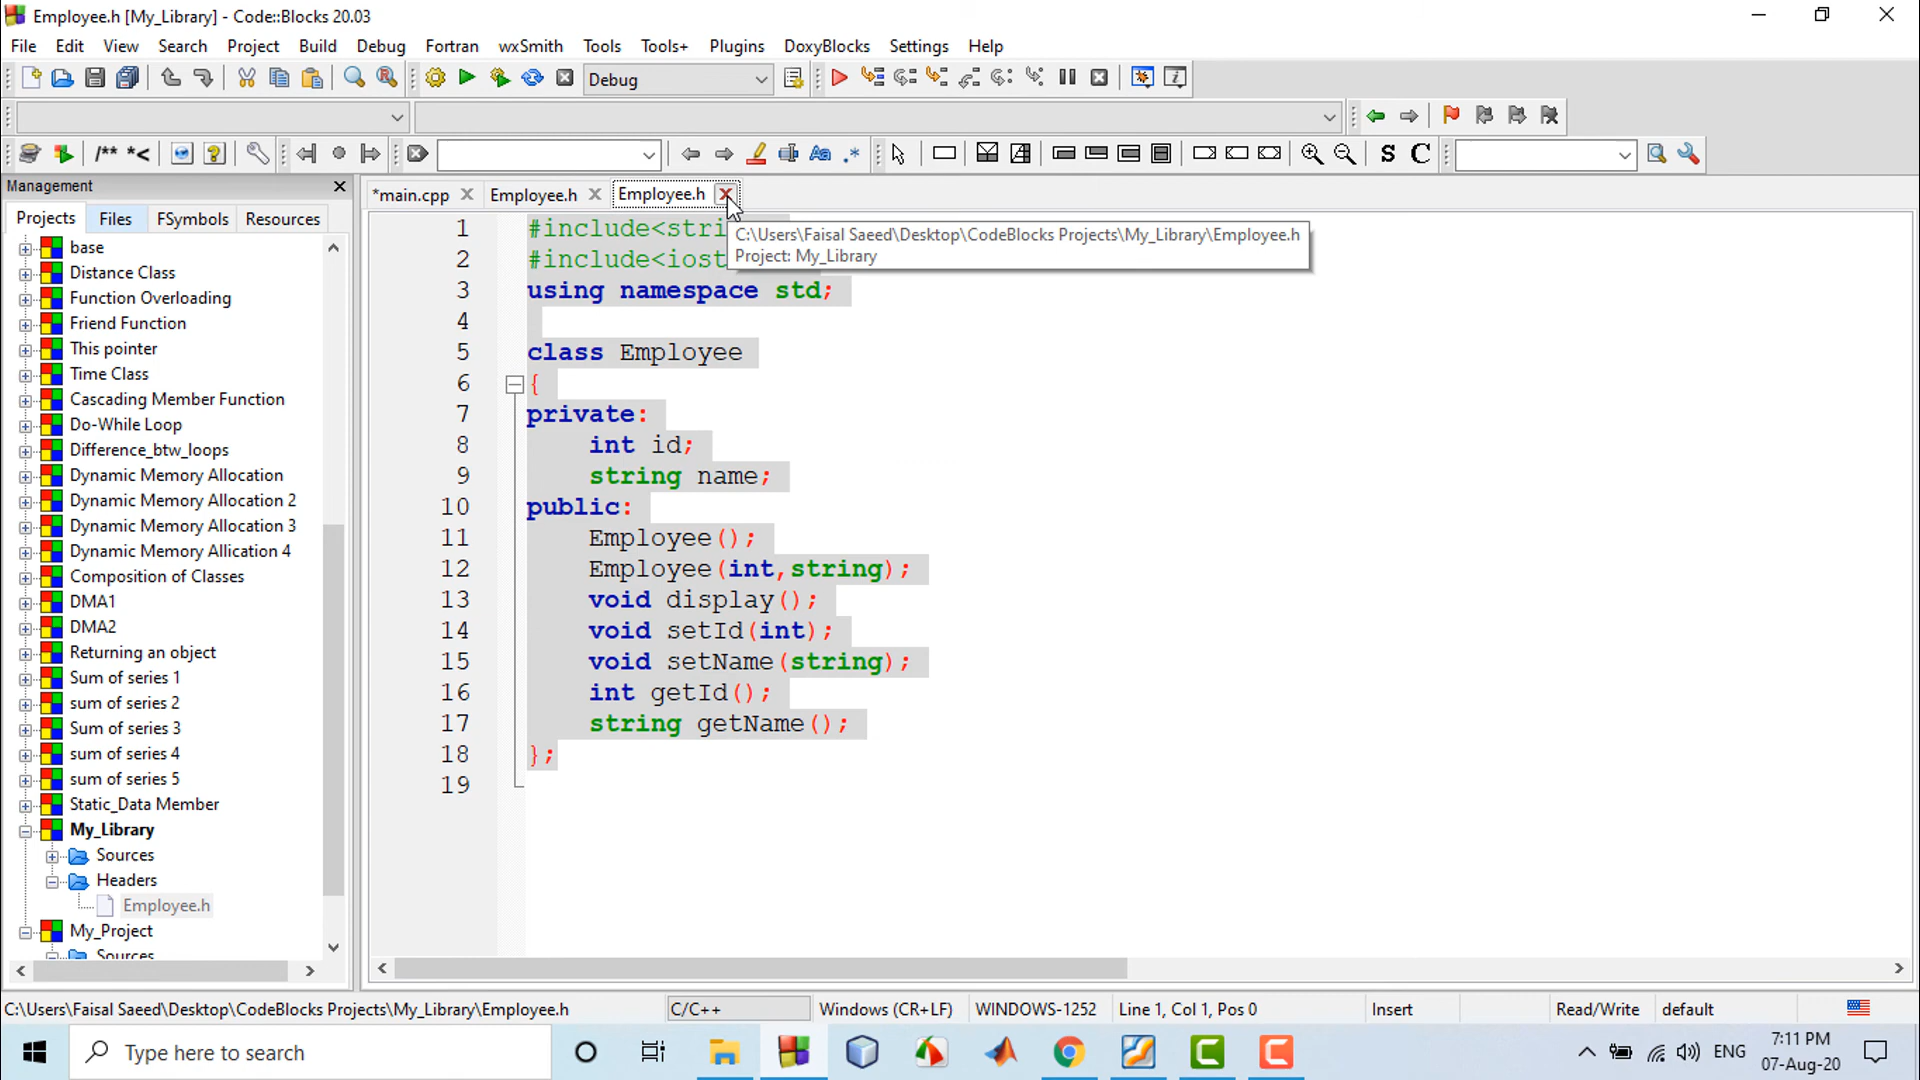 Employee.h [My_Library] - Code::Blocks 20.03
File Edit View Search Project Build Debug Fortran wxSmith Tools Tools+ Plugins DoxyBlocks Settings Help
Debug
/** *<
Aa .* S C
Management
Projects Files FSymbols Resources
*main.cpp Employee.h Employee.h
C:\Users\Faisal Saeed\Desktop\CodeBlocks Projects\My_Library\Employee.h
Project: My_Library
base
Distance Class
Function Overloading
Friend Function
This pointer
Time Class
Cascading Member Function
Do-While Loop
Difference_btw_loops
Dynamic Memory Allocation
Dynamic Memory Allocation 2
Dynamic Memory Allocation 3
Dynamic Memory Allication 4
Composition of Classes
DMA1
DMA2
Returning an object
Sum of series 1
sum of series 2
Sum of series 3
sum of series 4
sum of series 5
Static_Data Member
My_Library
Sources
Headers
Employee.h
My_Project
Sources
1 #include<stri
2 #include<iost
3 using namespace std;
4
5 class Employee
6 {
7 private:
8 int id;
9 string name;
10 public:
11 Employee();
12 Employee(int,string);
13 void display();
14 void setId(int);
15 void setName(string);
16 int getId();
17 string getName();
18 };
19
C:\Users\Faisal Saeed\Desktop\CodeBlocks Projects\My_Library\Employee.h C/C++ Windows (CR+LF) WINDOWS-1252 Line 1, Col 1, Pos 0 Insert Read/Write default
Type here to search
ENG
7:11 PM
07-Aug-20